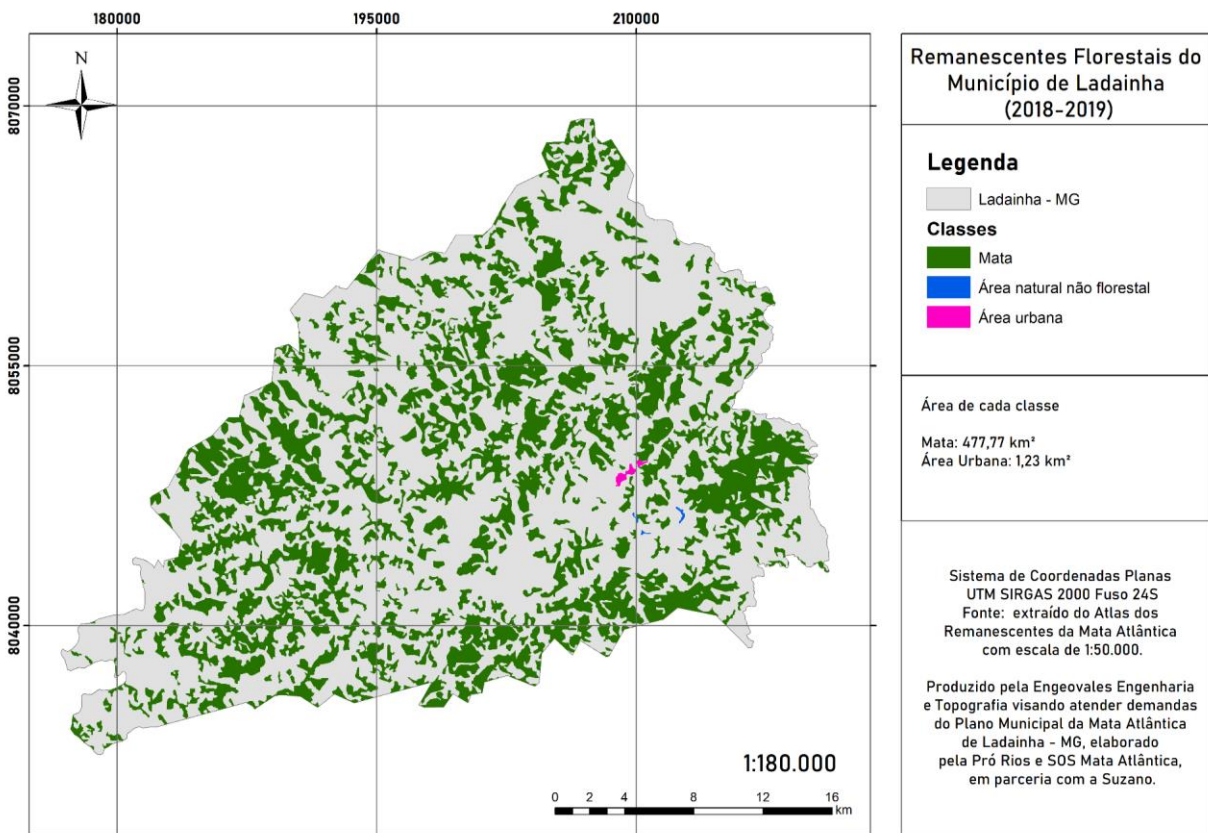 180000
195000
210000
N
8070000
8055000
8040000
1:180.000
0 2 4 8 12 16
km
Remanescentes Florestais do
Município de Ladainha
(2018-2019)
Legenda
Ladainha - MG
Classes
Mata
Área natural não florestal
Área urbana
Área de cada classe
Mata: 477,77 km²
Área Urbana: 1,23 km²
Sistema de Coordenadas Planas
UTM SIRGAS 2000 Fuso 24S
Fonte: extraído do Atlas dos
Remanescentes da Mata Atlântica
com escala de 1:50.000.
Produzido pela Engeovales Engenharia
e Topografia visando atender demandas
do Plano Municipal da Mata Atlântica
de Ladainha - MG, elaborado
pela Pró Rios e SOS Mata Atlântica,
em parceria com a Suzano.